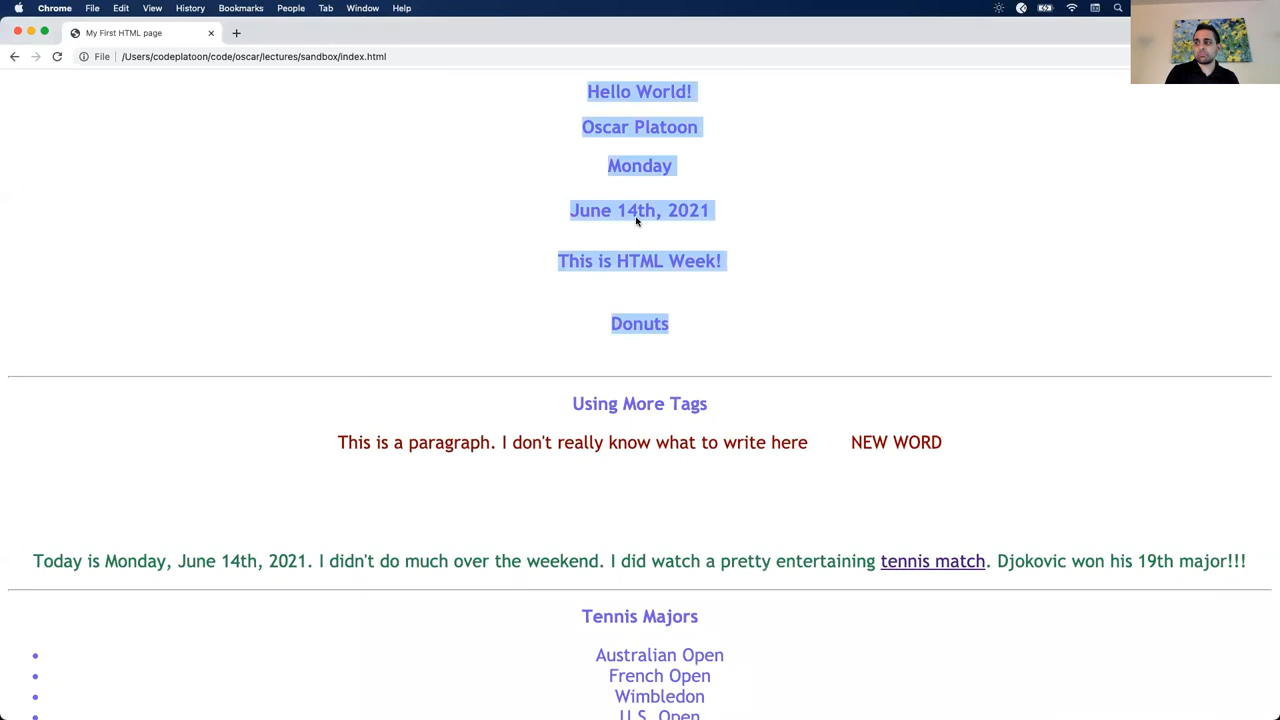 Chrome File Edit View History Bookmarks People Tab Window Help
My First HTML page
File /Users/codeplatoon/code/oscar/lectures/sandbox/index.html
Hello World!
Oscar Platoon
Monday
June 14th, 2021
This is HTML Week!
Donuts
Using More Tags
This is a paragraph. I don't really know what to write here NEW WORD
Today is Monday, June 14th, 2021. I didn't do much over the weekend. I did watch a pretty entertaining tennis match. Djokovic won his 19th major!!!
Tennis Majors
Australian Open
French Open
Wimbledon
U.S. Open